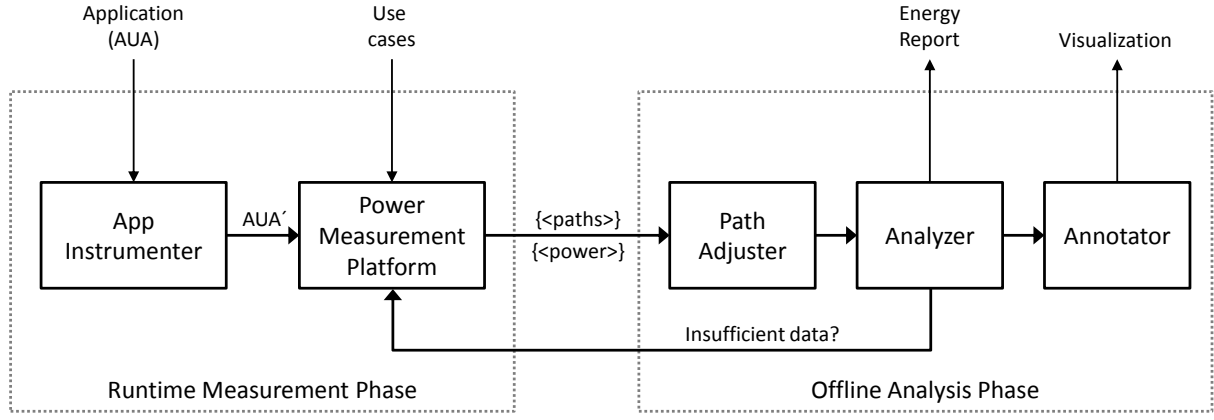 Application
(AUA)
Use
cases
Energy
Report
Visualization
App
Instrumenter
AUA´
Power
Measurement
Platform
{<paths>}
{<power>}
Path
Adjuster
Analyzer
Annotator
Insufficient data?
Runtime Measurement Phase
Offline Analysis Phase